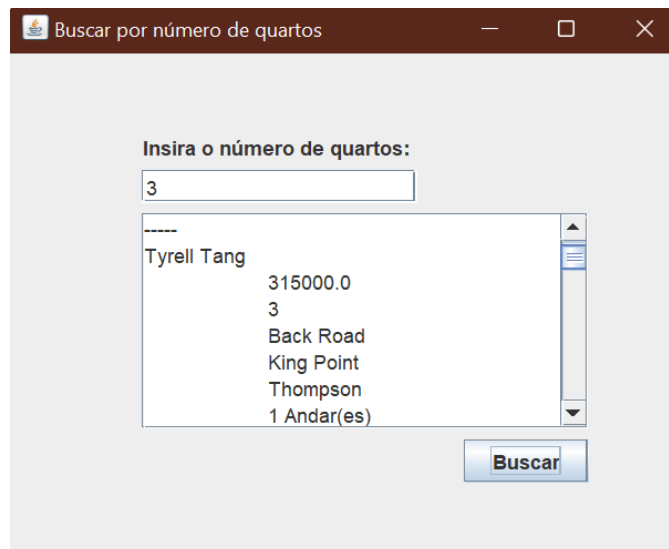 Buscar por número de quartos
Insira o número de quartos:
3
-----
Tyrell Tang
315000.0
3
Back Road
King Point
Thompson
1 Andar(es)
Buscar